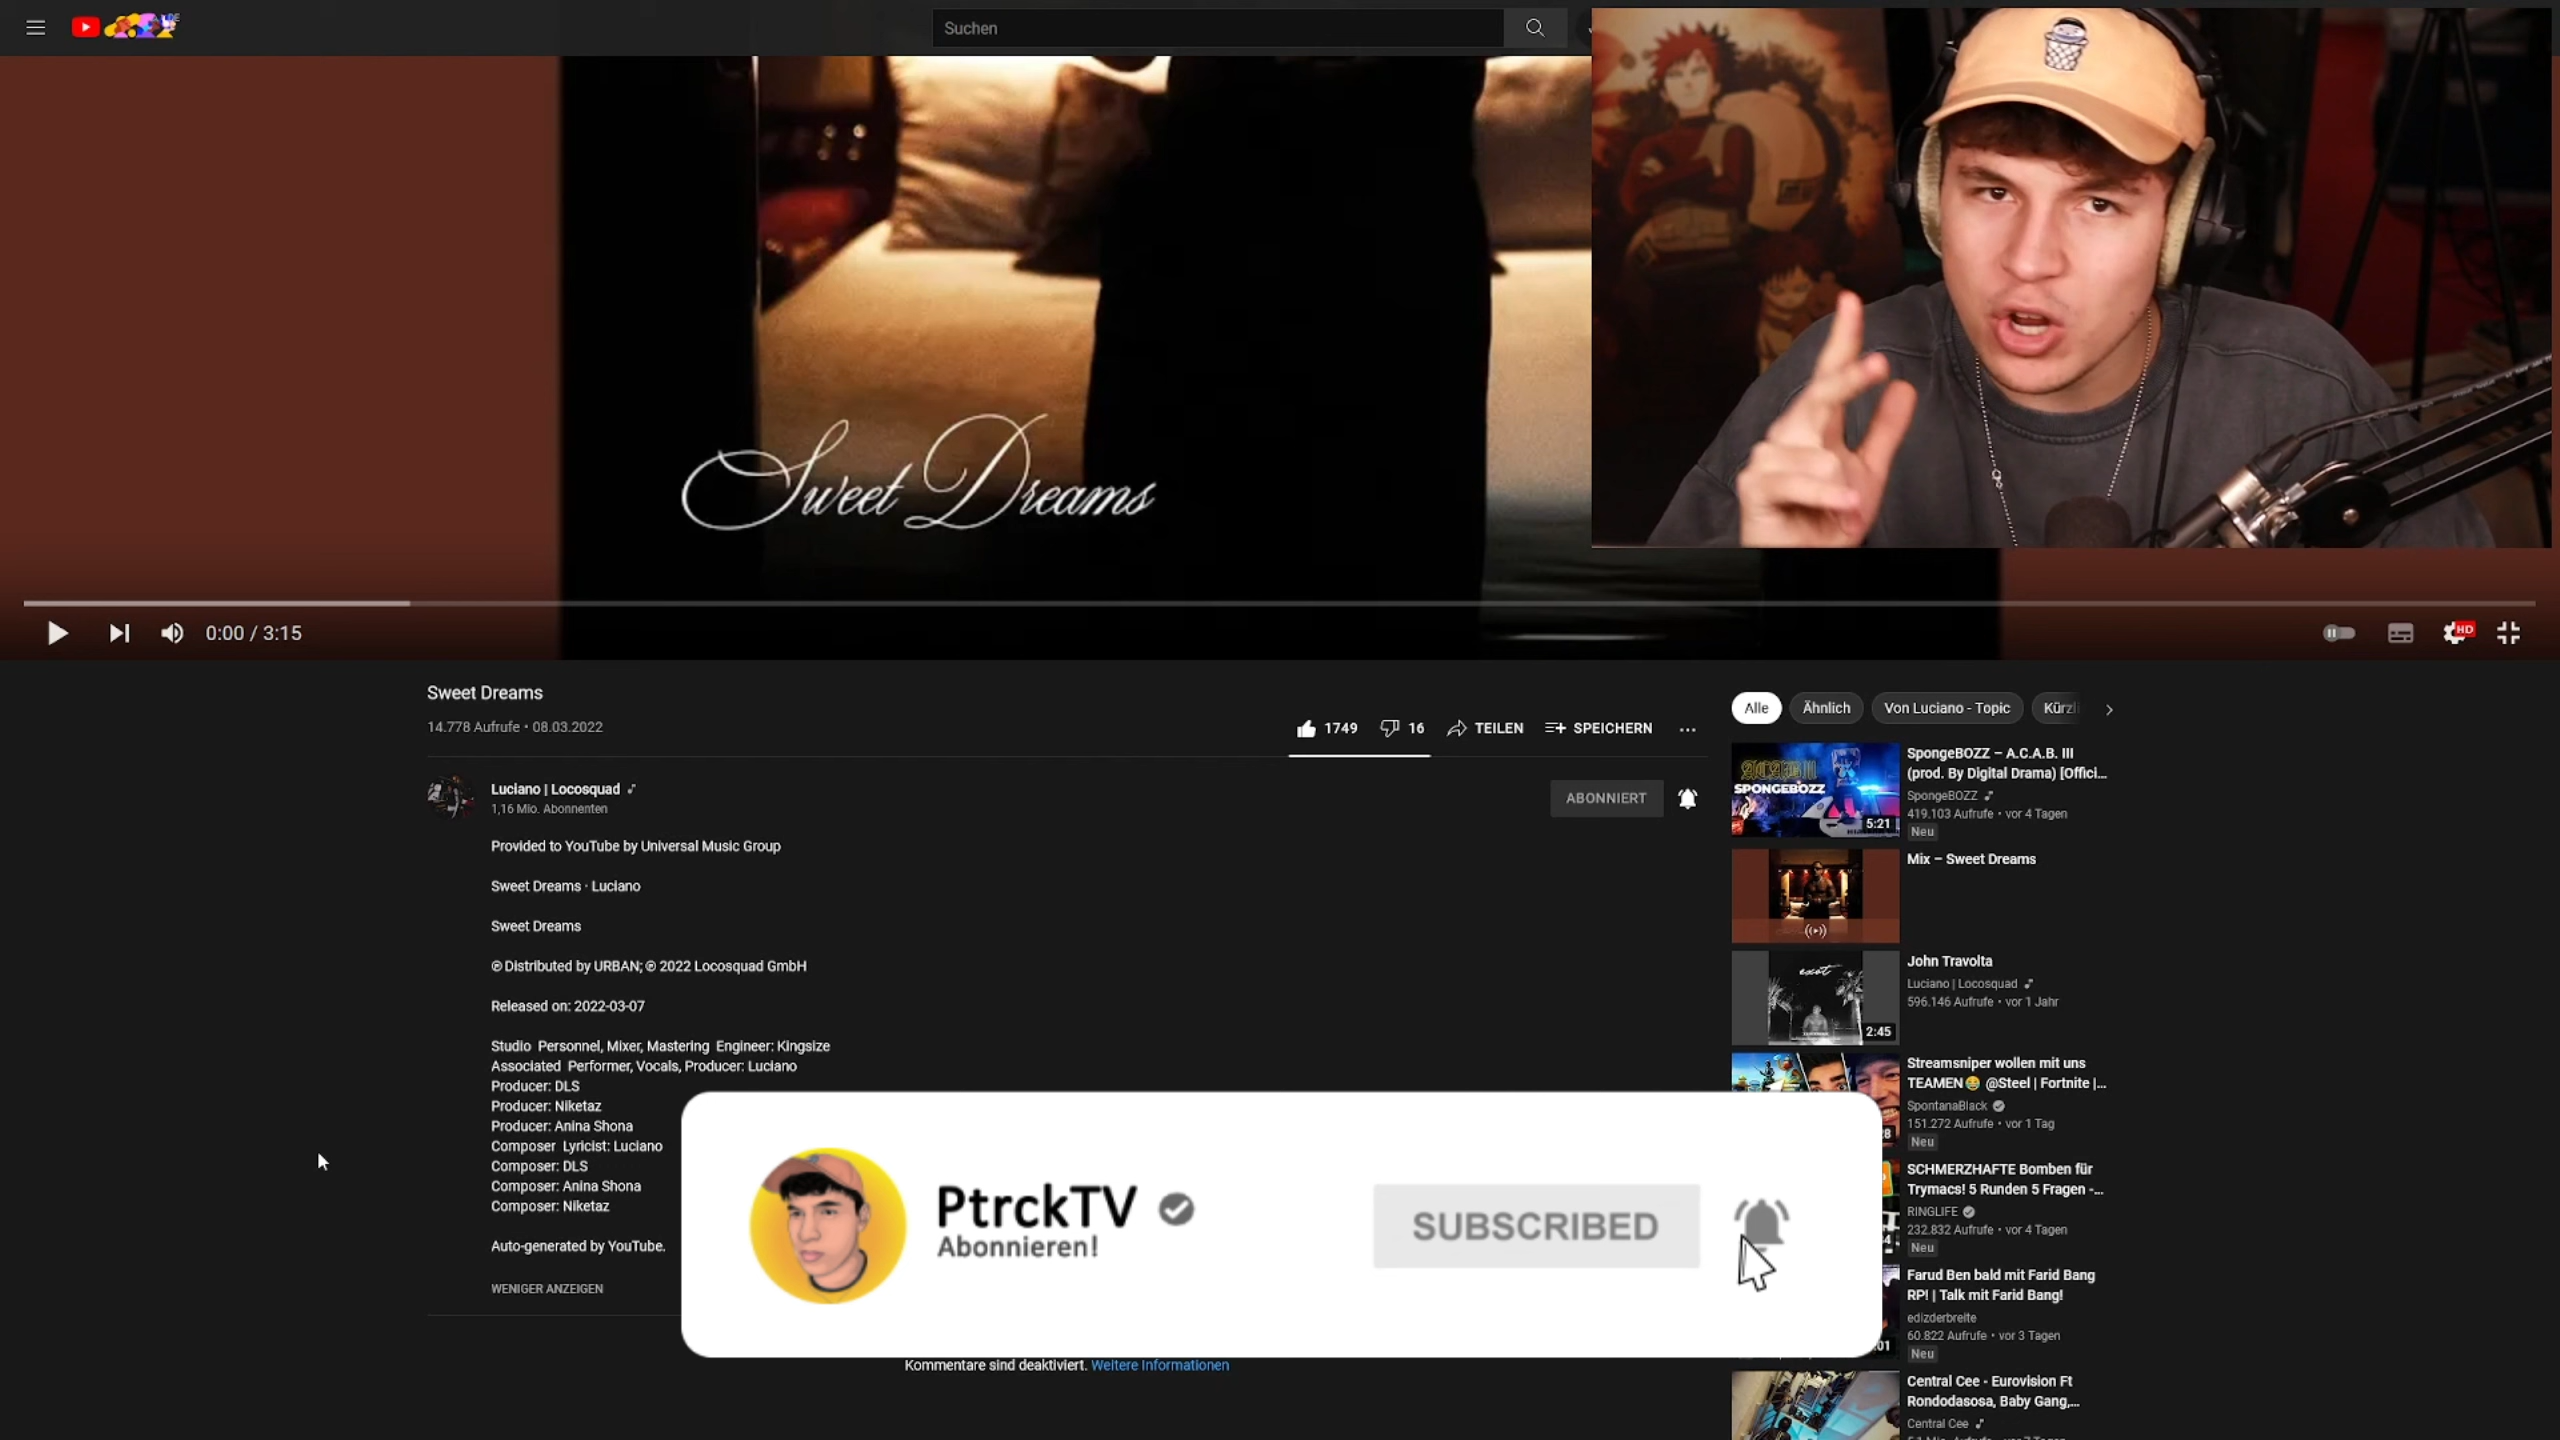 Suchen
Sweet Dreams
0:00 / 3:15
HD
Sweet Dreams
14.778 Aufrufe • 08.03.2022
1749
16
TEILEN
SPEICHERN
Luciano | Locosquad
1,16 Mio. Abonnenten
ABONNIERT
Provided to YouTube by Universal Music Group
Sweet Dreams · Luciano
Sweet Dreams
℗ Distributed by URBAN; ℗ 2022 Locosquad GmbH
Released on: 2022-03-07
Studio Personnel, Mixer, Mastering Engineer: Kingsize
Associated Performer, Vocals, Producer: Luciano
Producer: DLS
Producer: Niketaz
Producer: Anina Shona
Composer Lyricist: Luciano
Composer: DLS
Composer: Anina Shona
Composer: Niketaz
Auto-generated by YouTube.
WENIGER ANZEIGEN
PtrckTV
Abonnieren!
SUBSCRIBED
Kommentare sind deaktiviert. Weitere Informationen
Alle
Ähnlich
Von Luciano - Topic
Kürzli
ACAB III
SPONGEBOZZ
5:21
SpongeBOZZ – A.C.A.B. III
(prod. By Digital Drama) [Offici...
SpongeBOZZ
419.103 Aufrufe • vor 4 Tagen
Neu
Mix – Sweet Dreams
exot
2:45
John Travolta
Luciano | Locosquad
596.146 Aufrufe • vor 1 Jahr
Streamsniper wollen mit uns
TEAMEN😂 @Steel | Fortnite |...
SpontanaBlack
151.272 Aufrufe • vor 1 Tag
Neu
SCHMERZHAFTE Bomben für
Trymacs! 5 Runden 5 Fragen -...
RINGLIFE
232.832 Aufrufe • vor 4 Tagen
Neu
Farud Ben bald mit Farid Bang
RP! | Talk mit Farid Bang!
edizderbreite
60.822 Aufrufe • vor 3 Tagen
Neu
Central Cee - Eurovision Ft
Rondodasosa, Baby Gang,...
Central Cee